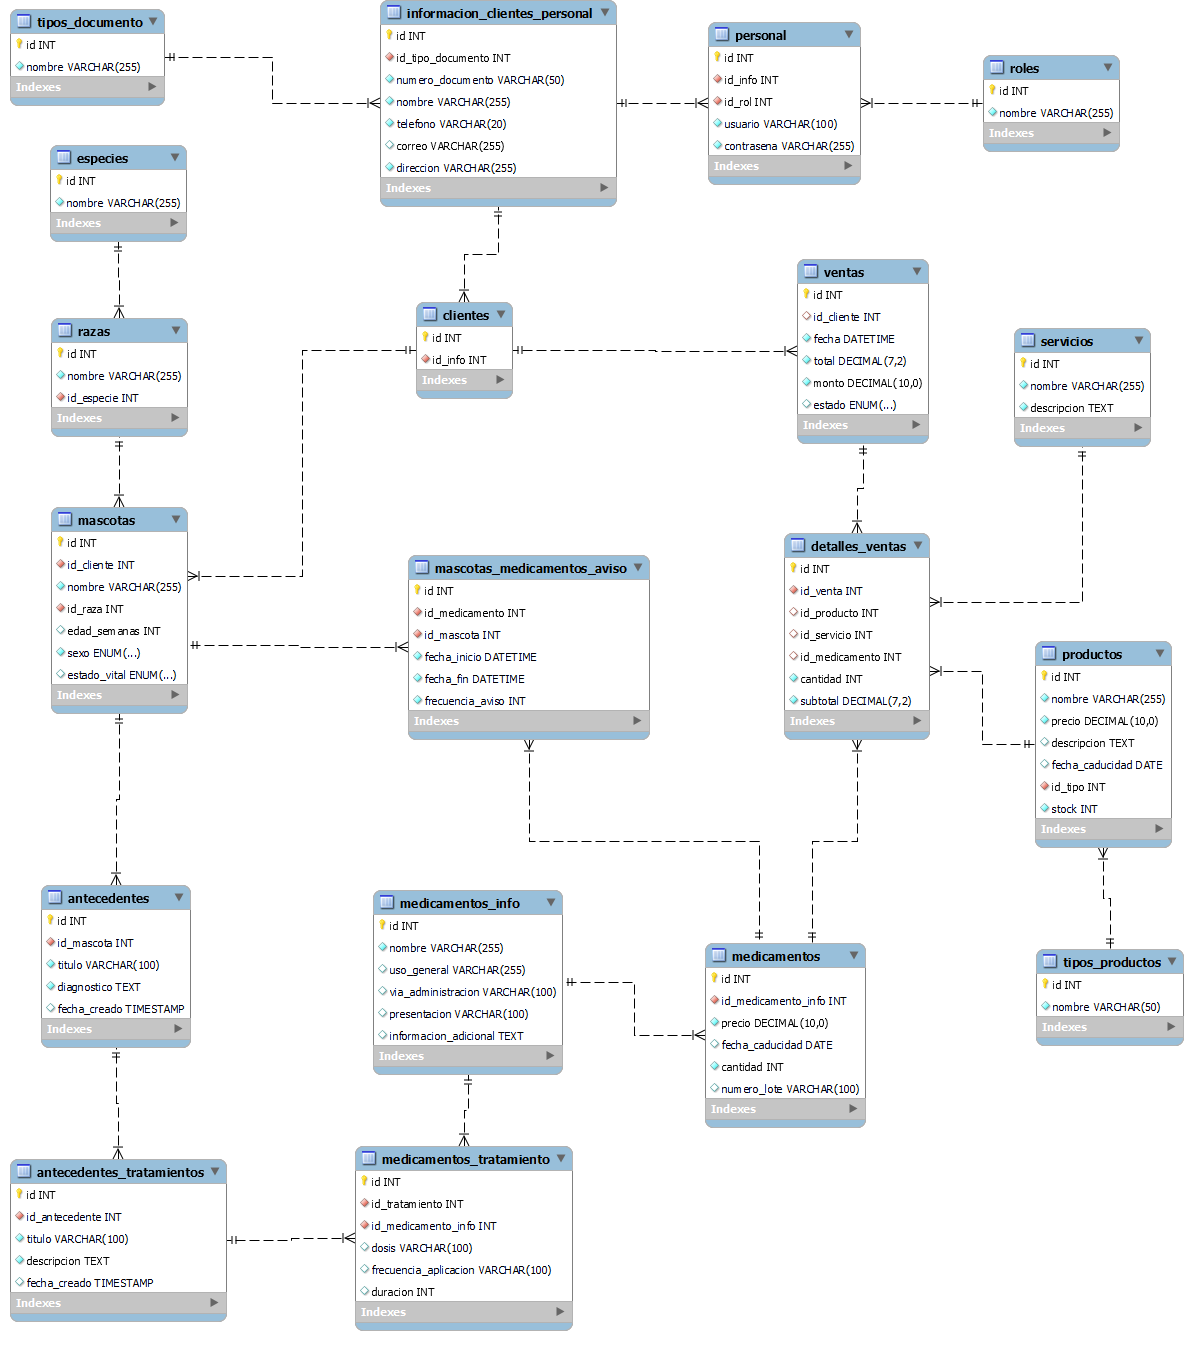 tipos_documento
id INT
nombre VARCHAR(255)
Indexes
informacion_clientes_personal
id INT
id_tipo_documento INT
numero_documento VARCHAR(50)
nombre VARCHAR(255)
telefono VARCHAR(20)
correo VARCHAR(255)
direccion VARCHAR(255)
Indexes
personal
id INT
id_info INT
id_rol INT
usuario VARCHAR(100)
contrasena VARCHAR(255)
Indexes
roles
id INT
nombre VARCHAR(255)
Indexes
especies
id INT
nombre VARCHAR(255)
Indexes
razas
id INT
nombre VARCHAR(255)
id_especie INT
Indexes
clientes
id INT
id_info INT
Indexes
ventas
id INT
id_cliente INT
fecha DATETIME
total DECIMAL(7,2)
monto DECIMAL(10,0)
estado ENUM(...)
Indexes
servicios
id INT
nombre VARCHAR(255)
descripcion TEXT
Indexes
mascotas
id INT
id_cliente INT
nombre VARCHAR(255)
id_raza INT
edad_semanas INT
sexo ENUM(...)
estado_vital ENUM(...)
Indexes
mascotas_medicamentos_aviso
id INT
id_medicamento INT
id_mascota INT
fecha_inicio DATETIME
fecha_fin DATETIME
frecuencia_aviso INT
Indexes
detalles_ventas
id INT
id_venta INT
id_producto INT
id_servicio INT
id_medicamento INT
cantidad INT
subtotal DECIMAL(7,2)
Indexes
productos
id INT
nombre VARCHAR(255)
precio DECIMAL(10,0)
descripcion TEXT
fecha_caducidad DATE
id_tipo INT
stock INT
Indexes
antecedentes
id INT
id_mascota INT
titulo VARCHAR(100)
diagnostico TEXT
fecha_creado TIMESTAMP
Indexes
medicamentos_info
id INT
nombre VARCHAR(255)
uso_general VARCHAR(255)
via_administracion VARCHAR(100)
presentacion VARCHAR(100)
informacion_adicional TEXT
Indexes
medicamentos
id INT
id_medicamento_info INT
precio DECIMAL(10,0)
fecha_caducidad DATE
cantidad INT
numero_lote VARCHAR(100)
Indexes
tipos_productos
id INT
nombre VARCHAR(50)
Indexes
antecedentes_tratamientos
id INT
id_antecedente INT
titulo VARCHAR(100)
descripcion TEXT
fecha_creado TIMESTAMP
Indexes
medicamentos_tratamiento
id INT
id_tratamiento INT
id_medicamento_info INT
dosis VARCHAR(100)
frecuencia_aplicacion VARCHAR(100)
duracion INT
Indexes